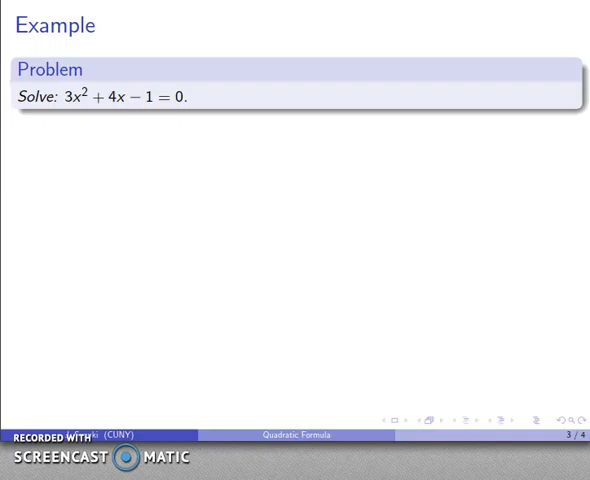 Example
Problem
Solve: 3x² + 4x − 1 = 0.
(CUNY)
Quadratic Formula
3 / 4
RECORDED WITH
SCREENCAST MATIC